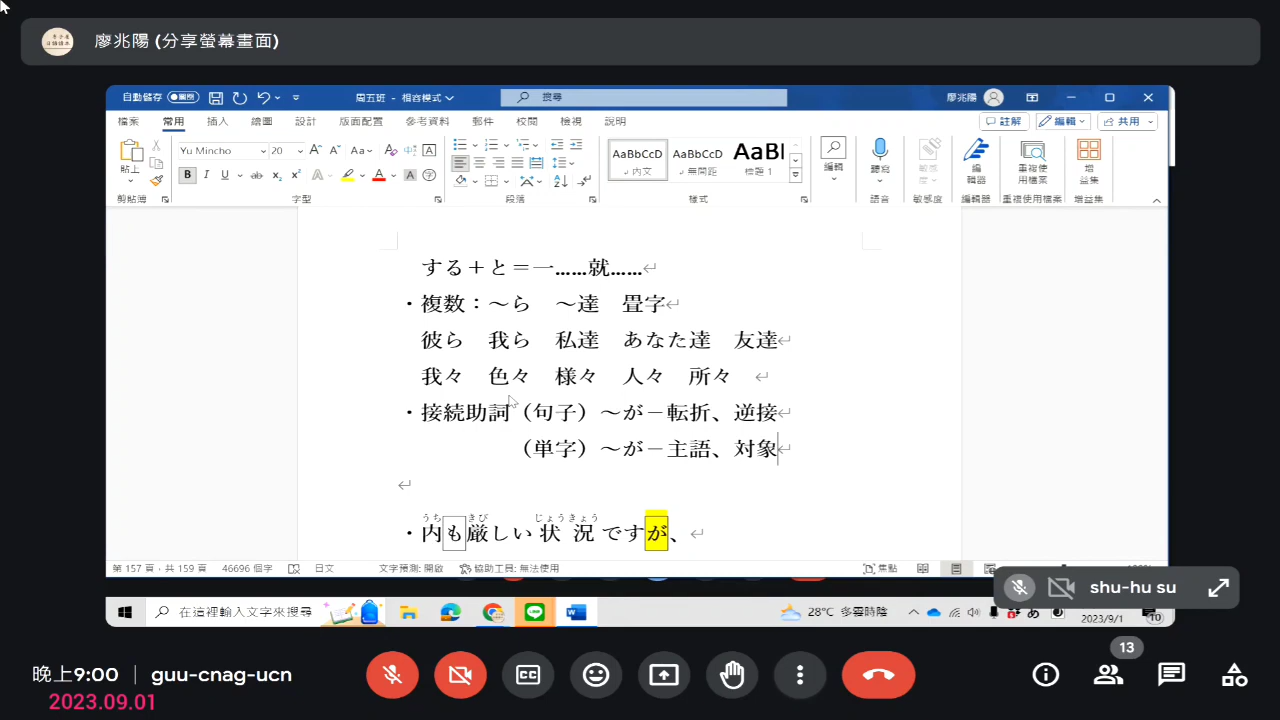 廖兆陽 (分享螢幕畫面)
自動儲存 周五班 - 相容模式 搜尋 廖兆陽
檔案 常用 插入 繪圖 設計 版面配置 參考資料 郵件 校閱 檢視 說明 註解 編輯 共用
貼上 Yu Mincho 20 AaBbCcD 內文 AaBbCcD 無間距 AaBl 標題 1 編輯 聽寫 敏感度 編輯器 重複使用檔案 增益集
剪貼簿 字型 段落 樣式 語音 敏感度 編輯器 重複使用檔案 增益集
する＋と＝一……就……
・複数：～ら　～達　畳字
彼ら　我ら　私達　あなた達　友達
我々　色々　様々　人々　所々
・接続助詞（句子）～が－転折、逆接
（単字）～が－主語、対象
うち きび じょうきょう
・内も厳しい状況ですが、
第 157 頁，共 159 頁 46696 個字 日文 文字預測: 開啟 協助工具: 無法使用 焦點
shu-hu su
在這裡輸入文字來搜尋 28°C 多雲時陰 あ 2023/9/1 10
13
晚上9:00 guu-cnag-ucn
2023.09.01